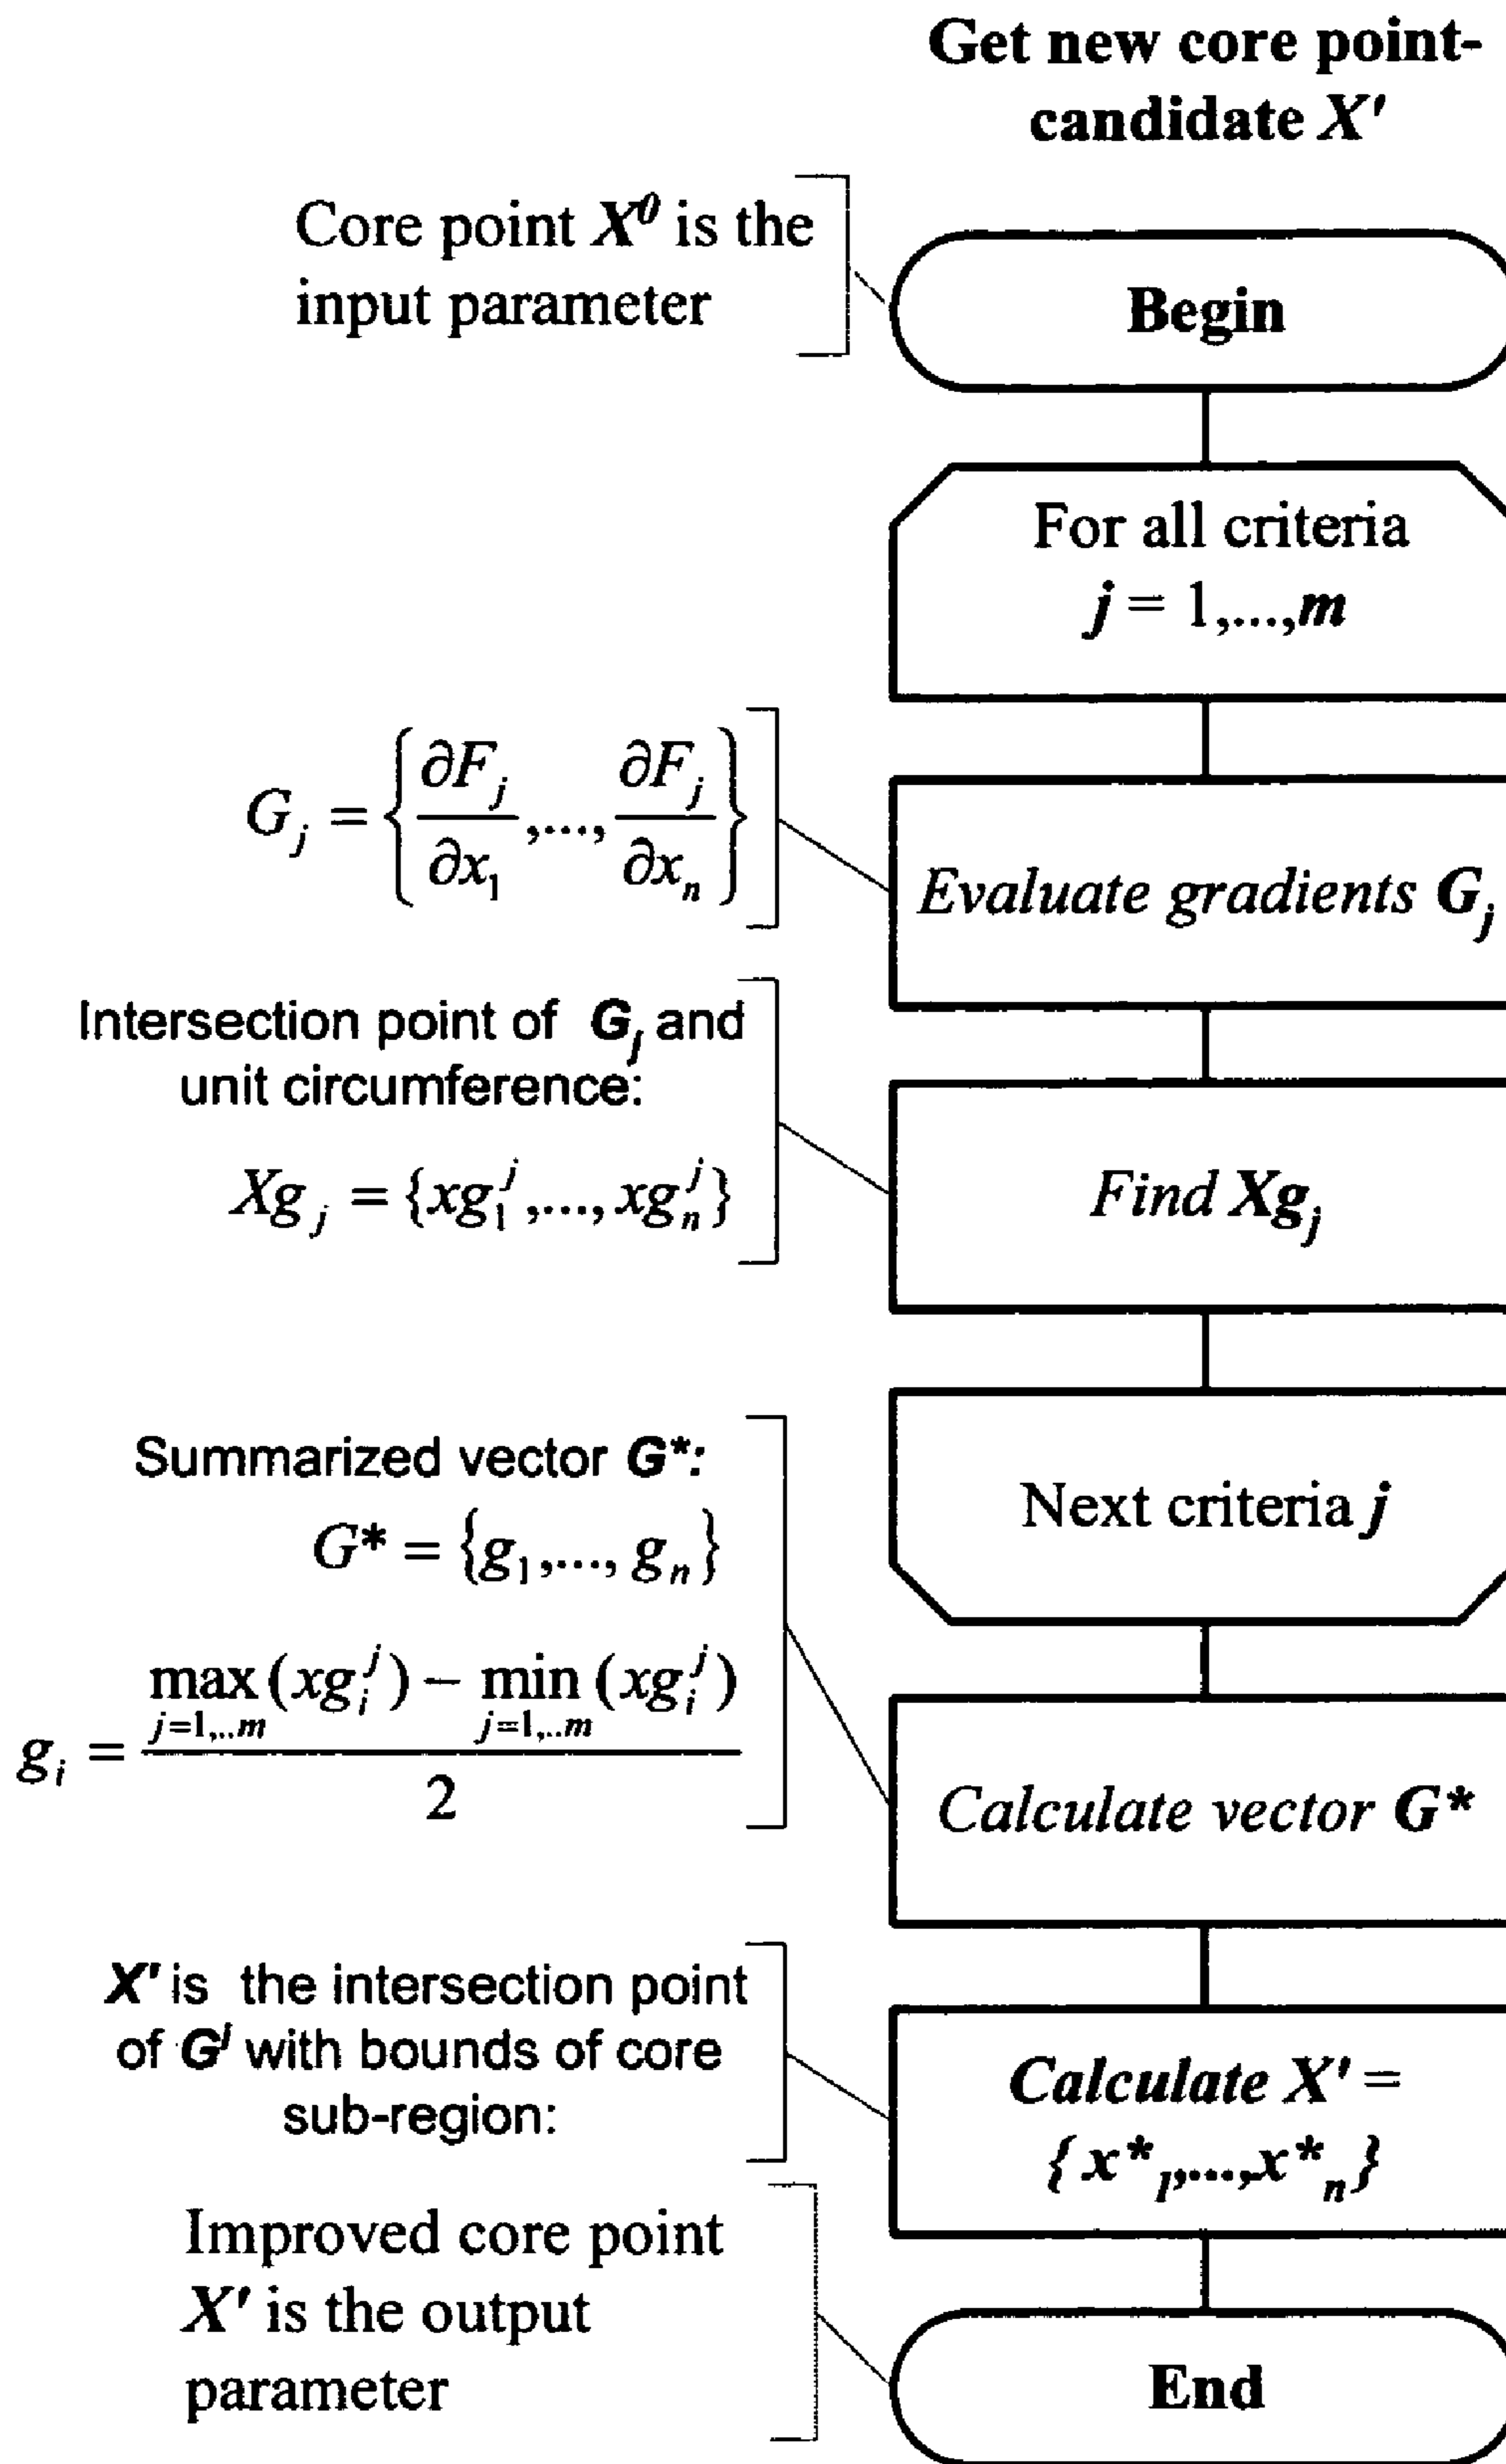 Get new core point-
candidate X'
Core point X⁰ is the
input parameter
Begin
For all criteria
j = 1,...,m
G_j = {∂F_j/∂x_1,...,∂F_j/∂x_n}
Evaluate gradients G_j
Intersection point of G_j and
unit circumference:
Xg_j = {xg_1^j,...,xg_n^j}
Find Xg_j
Next criteria j
Summarized vector G*:
G* = {g_1,...,g_n}
g_i = (max_{j=1,..m}(xg_i^j) – min_{j=1,..m}(xg_i^j)) / 2
Calculate vector G*
X' is the intersection point
of G^j with bounds of core
sub-region:
Calculate X' =
{x*_1,...,x*_n}
Improved core point
X' is the output
parameter
End